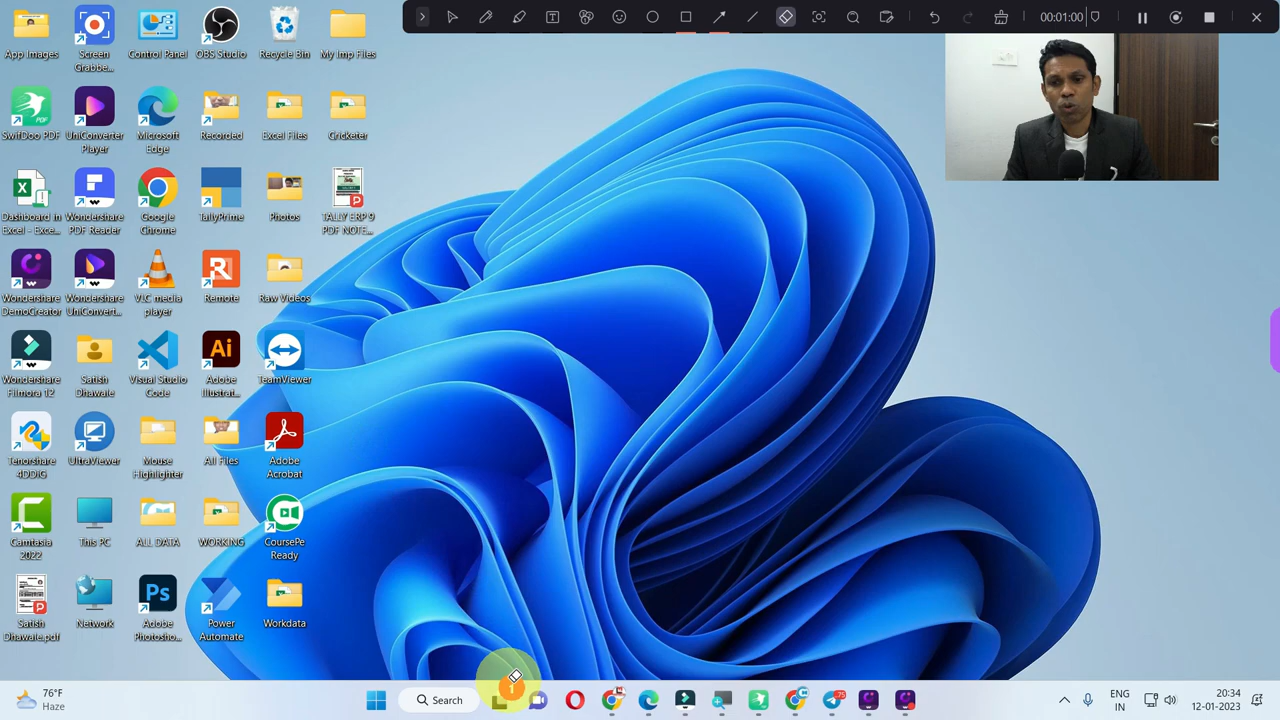 00:01:00
App Images
Screen Grabbe...
Control Panel
OBS Studio
Recycle Bin
My Imp Files
SwifDoo PDF
UniConverter Player
Microsoft Edge
Recorded
Excel Files
Cricketer
Dashboard in Excel - Exce...
Wondershare PDF Reader
Google Chrome
TallyPrime
Photos
TALLY ERP 9 PDF NOTE...
Wondershare DemoCreator
Wondershare UniConvert...
VLC media player
Remote
Raw Videos
Wondershare Filmora 12
Satish Dhawale
Visual Studio Code
Adobe Illustrat...
TeamViewer
Tenorshare 4DDiG
UltraViewer
Mouse Highlighter
All Files
Adobe Acrobat
Camtasia 2022
This PC
ALL DATA
WORKING
CoursePe Ready
Satish Dhawale.pdf
Network
Adobe Photosho...
Power Automate
Workdata
76°F
Haze
Search
75
ENG
IN
20:34
12-01-2023